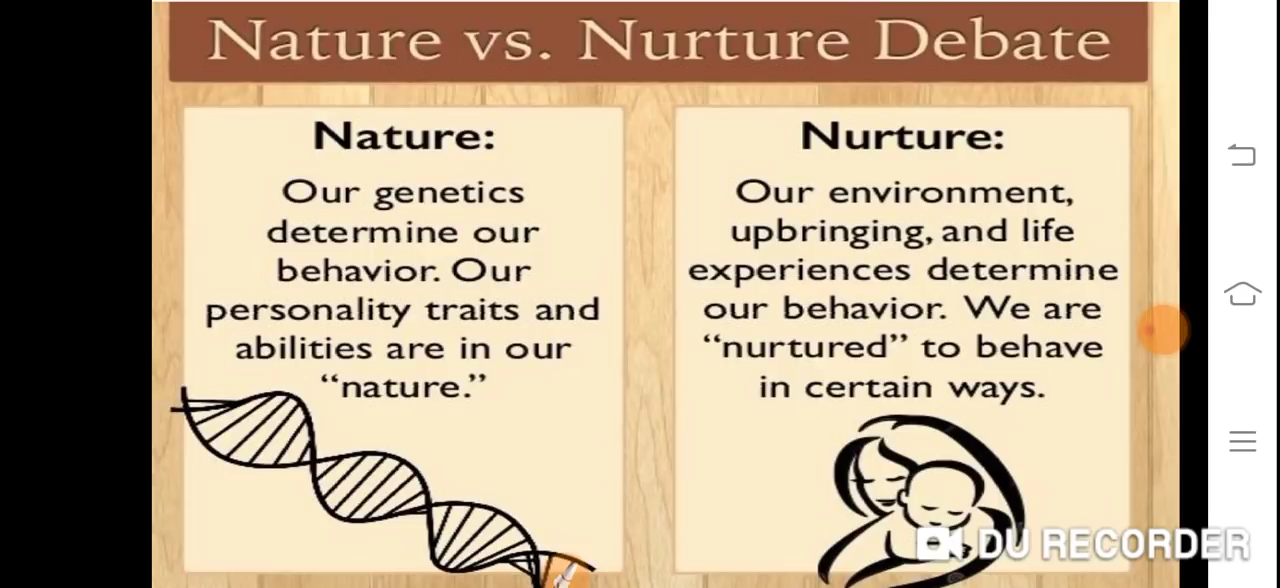 Nature vs. Nurture Debate
Nature:
Our genetics
determine our
behavior. Our
personality traits and
abilities are in our
“nature.”
Nurture:
Our environment,
upbringing, and life
experiences determine
our behavior. We are
“nurtured” to behave
in certain ways.
DU RECORDER